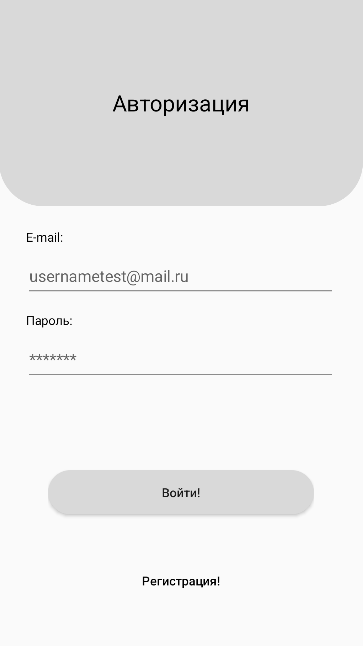 Авторизация
E-mail:
usernametest@mail.ru
Пароль:
*******
Войти!
Регистрация!